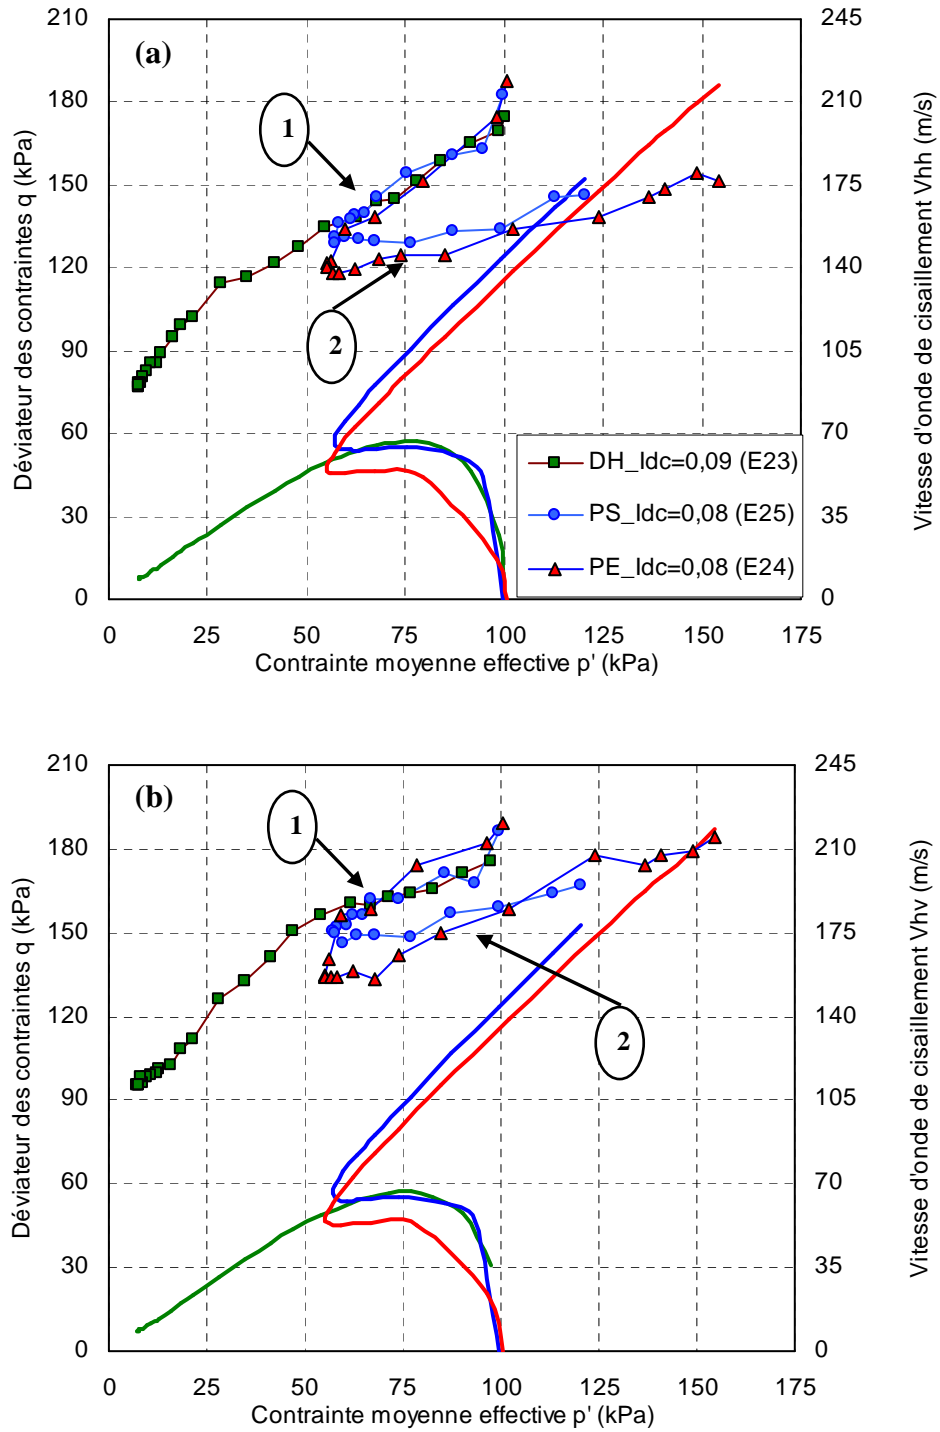 210
245
(a)
180
210
1
150
175
120
140
2
90
105
60
70
DH_Idc=0,09 (E23)
PS_Idc=0,08 (E25)
PE_Idc=0,08 (E24)
30
35
0
0
0 25 50 75 100 125 150 175
Contrainte moyenne effective p' (kPa)
Déviateur des contraintes q (kPa)
Vitesse d'onde de cisaillement Vhh (m/s)
210
245
(b)
180
210
1
150
175
120
140
2
90
105
60
70
30
35
0
0
0 25 50 75 100 125 150 175
Contrainte moyenne effective p' (kPa)
Déviateur des contraintes q (kPa)
Vitesse d'onde de cisaillement Vhv (m/s)